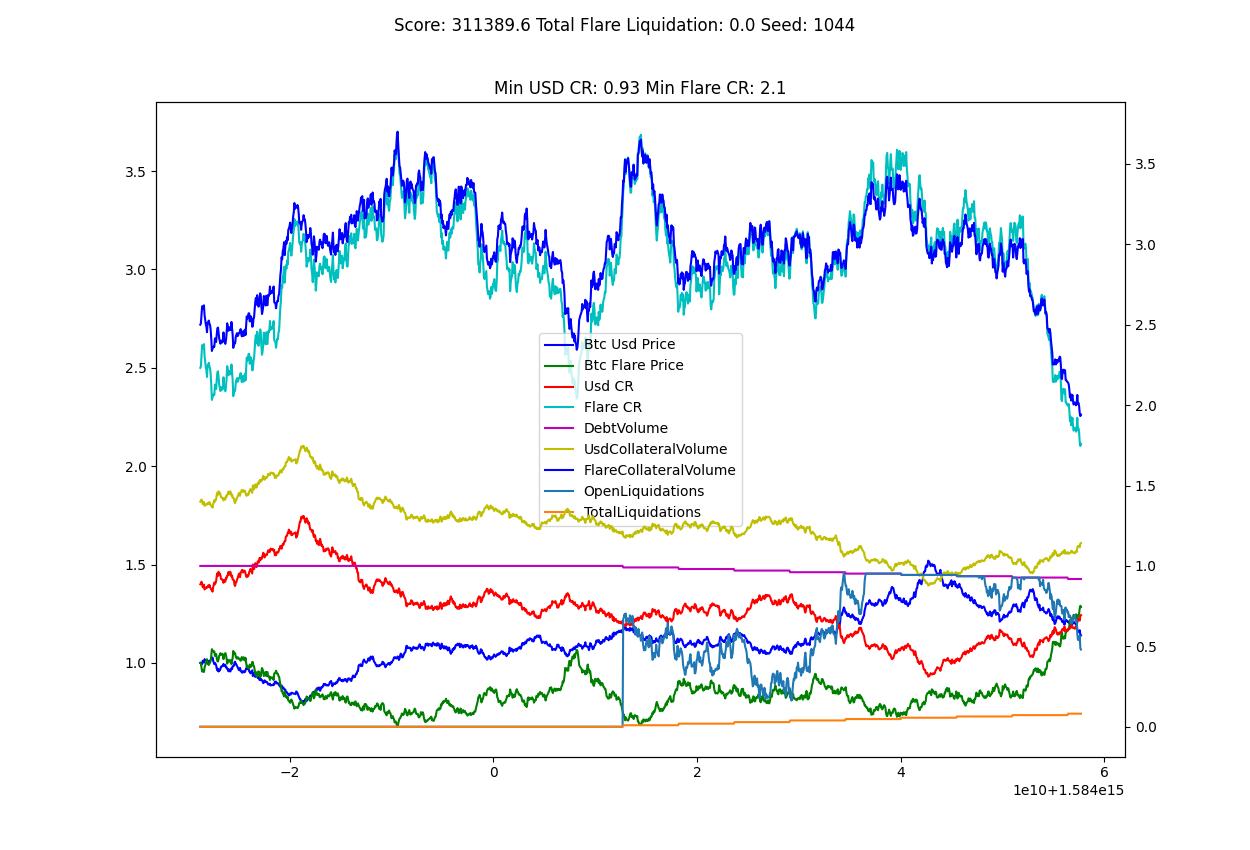 Score: 311389.6 Total Flare Liquidation: 0.0 Seed: 1044
Min USD CR: 0.93 Min Flare CR: 2.1
3.5
3.0
2.5
2.0
1.5
1.0
3.5
3.0
2.5
2.0
1.5
1.0
0.5
0.0
Btc Usd Price
Btc Flare Price
Usd CR
Flare CR
DebtVolume
UsdCollateralVolume
FlareCollateralVolume
OpenLiquidations
TotalLiquidations
−2
0
2
4
6
1e10+1.584e15